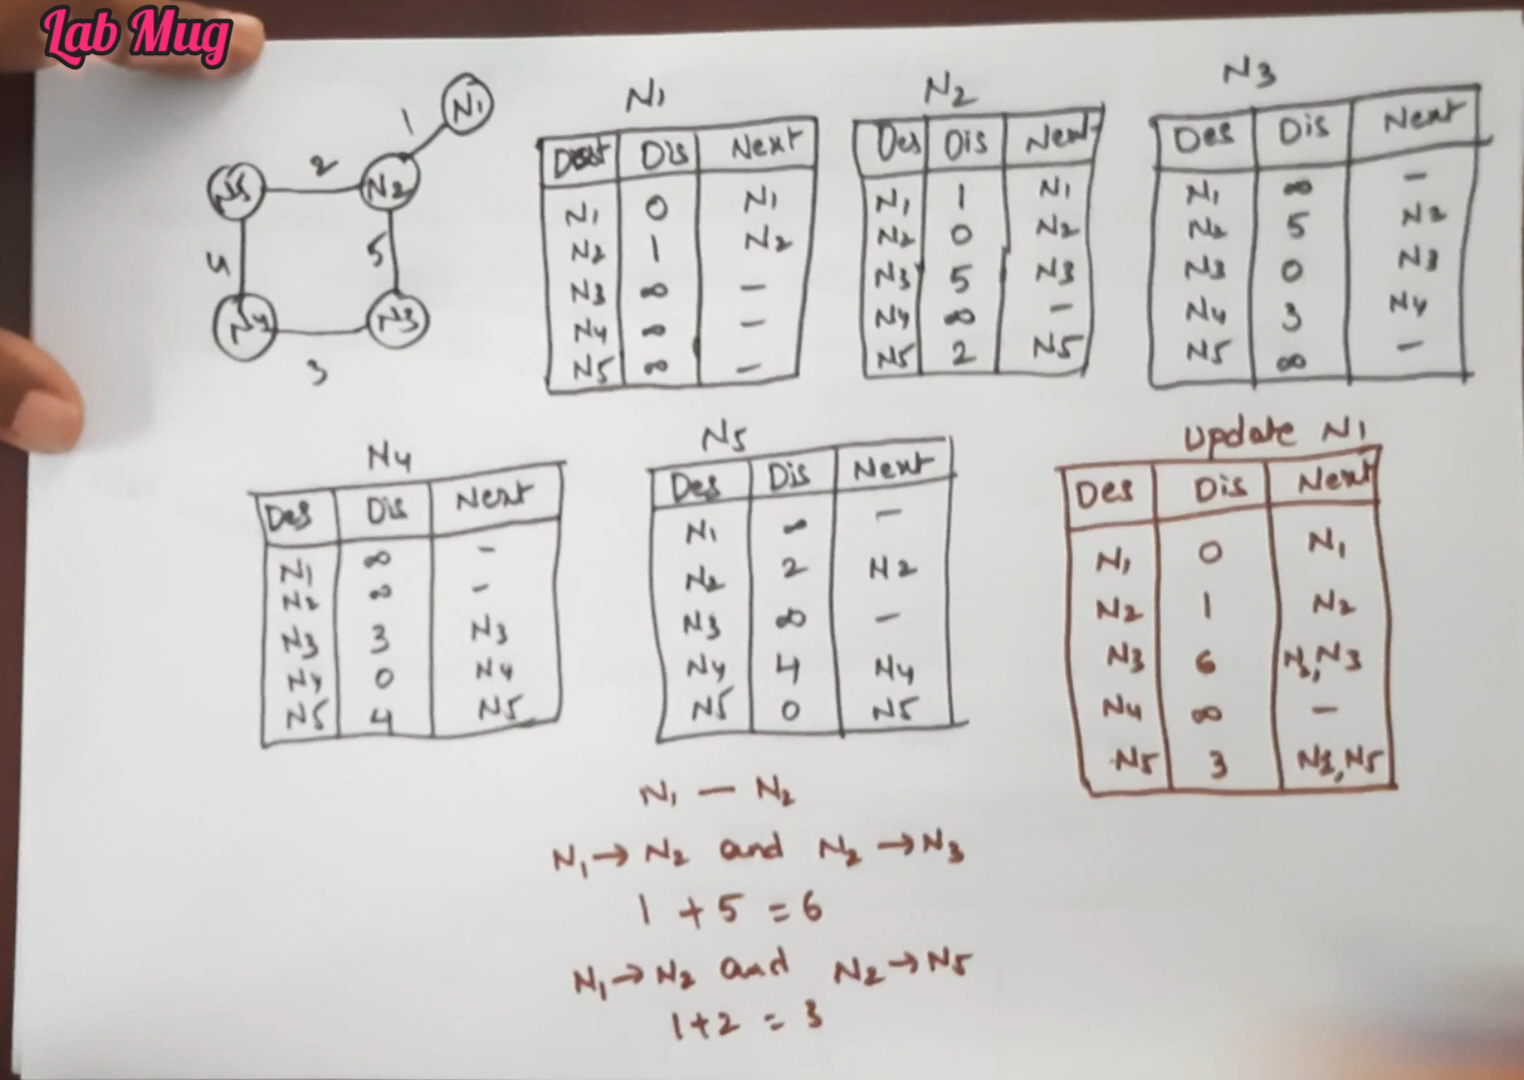 Lab Mug
N1
1
N5
2
N2
4
5
N4
N3
3
N1
Dest Dis Next
N1 0 N1
N2 1 N2
N3 ∞ -
N4 ∞ -
N5 ∞ -
N2
Des Dis Next
N1 1 N1
N2 0 N2
N3 5 N3
N4 ∞ -
N5 2 N5
N3
Des Dis Next
N1 ∞ -
N2 5 N2
N3 0 N3
N4 3 N4
N5 ∞ -
N4
Des Dis Next
N1 ∞ -
N2 ∞ -
N3 3 N3
N4 0 N4
N5 4 N5
N5
Des Dis Next
N1 ∞ -
N2 2 N2
N3 ∞ -
N4 4 N4
N5 0 N5
Update N1
Des Dis Next
N1 0 N1
N2 1 N2
N3 6 N2,N3
N4 ∞ -
N5 3 N2,N5
N1 — N2
N1 → N2 and N2 → N3
1 + 5 = 6
N1 → N2 and N2 → N5
1+2 = 3